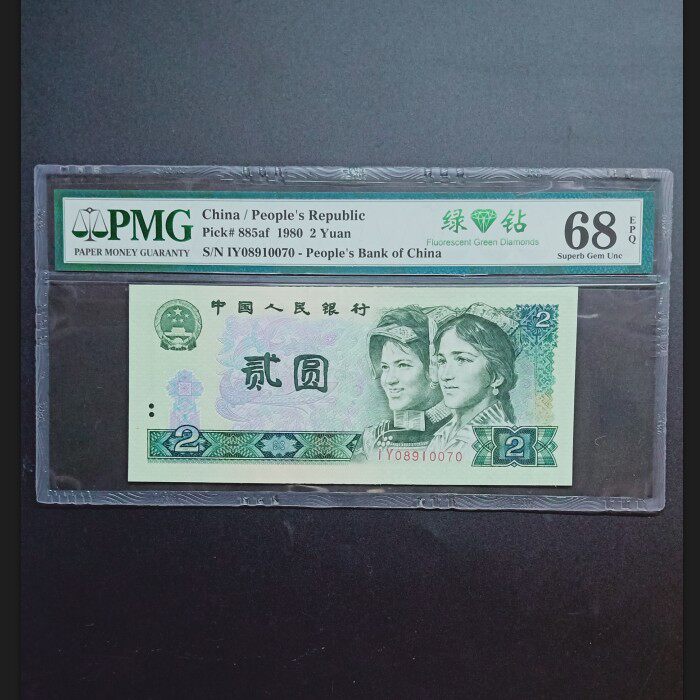 PMG
PAPER MONEY GUARANTY
China / People's Republic
Pick# 885af 1980 2 Yuan
S/N IY08910070 - People's Bank of China
绿 钻
Fluorescent Green Diamonds
68 EPQ
Superb Gem Unc
中国人民银行
贰圆
2
2
IY08910070
2